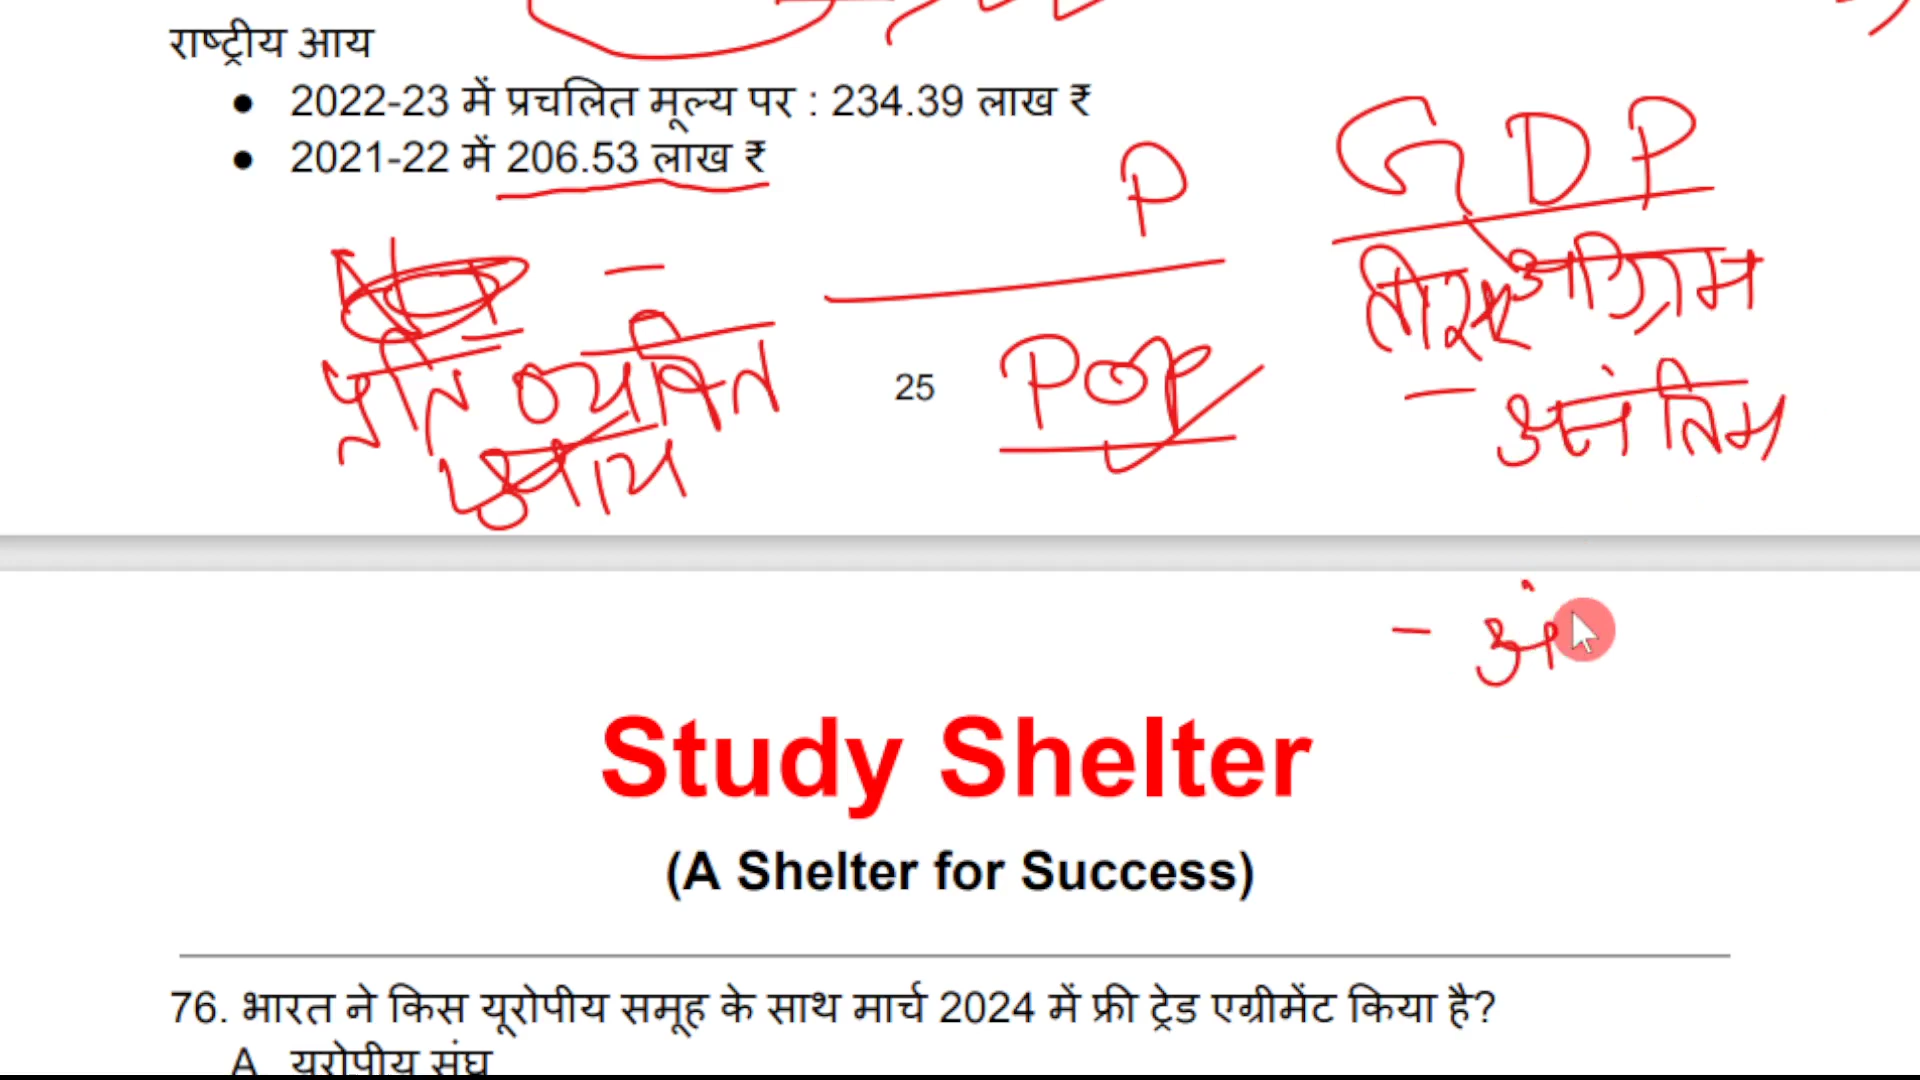 राष्ट्रीय आय
● 2022-23 में प्रचलित मूल्य पर : 234.39 लाख ₹
● 2021-22 में 206.53 लाख ₹
P
GDP
प्रति व्यक्ति
आय
25
POP
अग्रिम
- अनंतिम
Study Shelter
(A Shelter for Success)
76. भारत ने किस यूरोपीय समूह के साथ मार्च 2024 में फ्री ट्रेड एग्रीमेंट किया है?
A यूरोपीय संघ